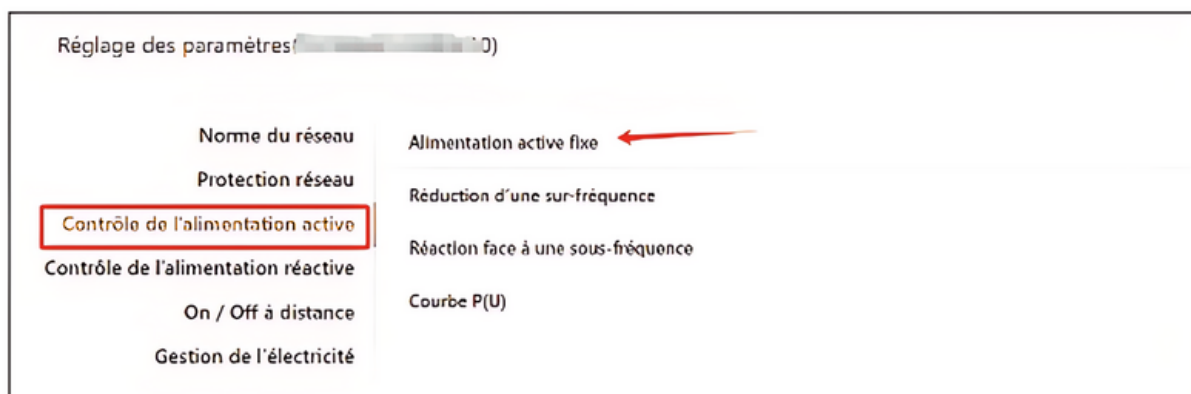 Réglage des paramètres( 0)
Norme du réseau
Protection réseau
Contrôle de l'alimentation active
Contrôle de l'alimentation réactive
On / Off à distance
Gestion de l'électricité
Alimentation active fixe
Réduction d'une sur-fréquence
Réaction face à une sous-fréquence
Courbe P(U)